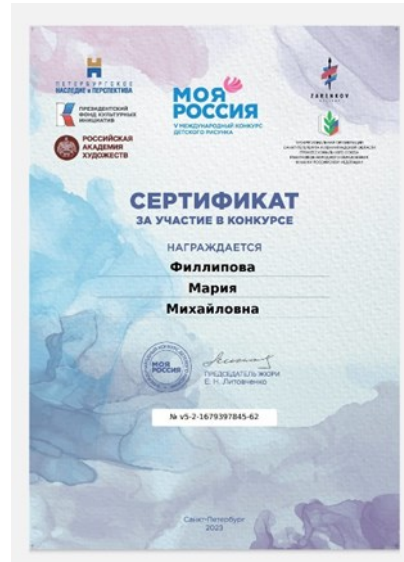 ПЕТЕРБУРГСКОЕ
НАСЛЕДИЕ и ПЕРСПЕКТИВА
ПРЕЗИДЕНТСКИЙ
ФОНД КУЛЬТУРНЫХ
ИНИЦИАТИВ
РОССИЙСКАЯ
АКАДЕМИЯ
ХУДОЖЕСТВ
МОЯ
РОССИЯ
V МЕЖДУНАРОДНЫЙ КОНКУРС
ДЕТСКОГО РИСУНКА
ZARENKOV
СЕРТИФИКАТ
ЗА УЧАСТИЕ В КОНКУРСЕ
НАГРАЖДАЕТСЯ
Филлипова
Мария
Михайловна
МОЯ
РОССИЯ
ПРЕДСЕДАТЕЛЬ ЖЮРИ
Е. Н. Литовченко
№ v5-2-1679397845-62
Санкт-Петербург
2023